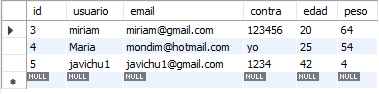 id usuario email contra edad peso
3 miriam miriam@gmail.com 123456 20 64
4 Maria mondim@hotmail.com yo 25 54
5 javichu1 javichu1@gmail.com 1234 42 4
NULL NULL NULL NULL NULL NULL